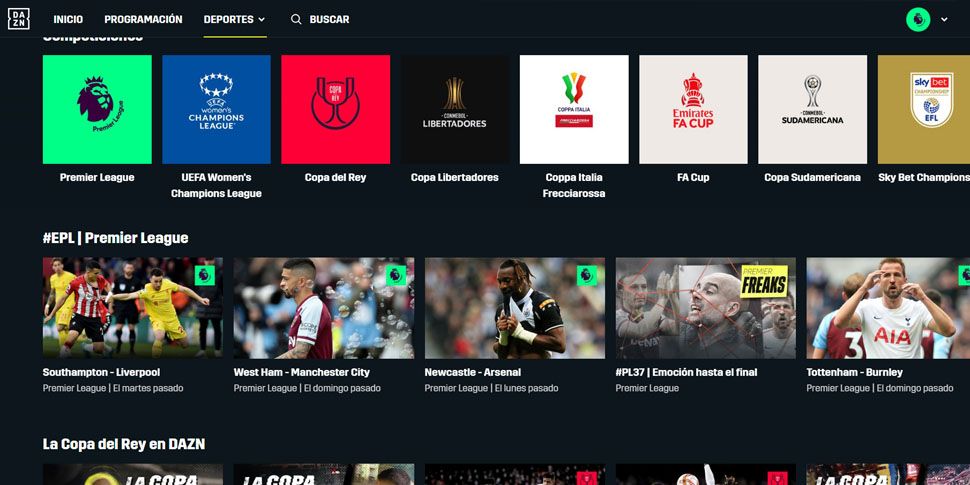 DA
ZN
INICIO
PROGRAMACIÓN
DEPORTES
BUSCAR
Competiciones
Premier League
UEFA
women's
CHAMPIONS
LEAGUE
COPA
REY
CONMEBOL
LIBERTADORES
COPPA ITALIA
FRECCIAROSSA
Emirates
FA CUP
CONMEBOL
SUDAMERICANA
sky bet
CHAMPIONSHIP
EFL
Premier League
UEFA Women's
Champions League
Copa del Rey
Copa Libertadores
Coppa Italia
Frecciarossa
FA Cup
Copa Sudamericana
Sky Bet Champions
#EPL | Premier League
PREMIER
FREAKS
AIA
Southampton - Liverpool
Premier League | El martes pasado
West Ham - Manchester City
Premier League | El domingo pasado
Newcastle - Arsenal
Premier League | El lunes pasado
#PL37 | Emoción hasta el final
Premier League
Tottenham - Burnley
Premier League | El domingo pasado
La Copa del Rey en DAZN
LA COPA
LA COPA
LA COPA